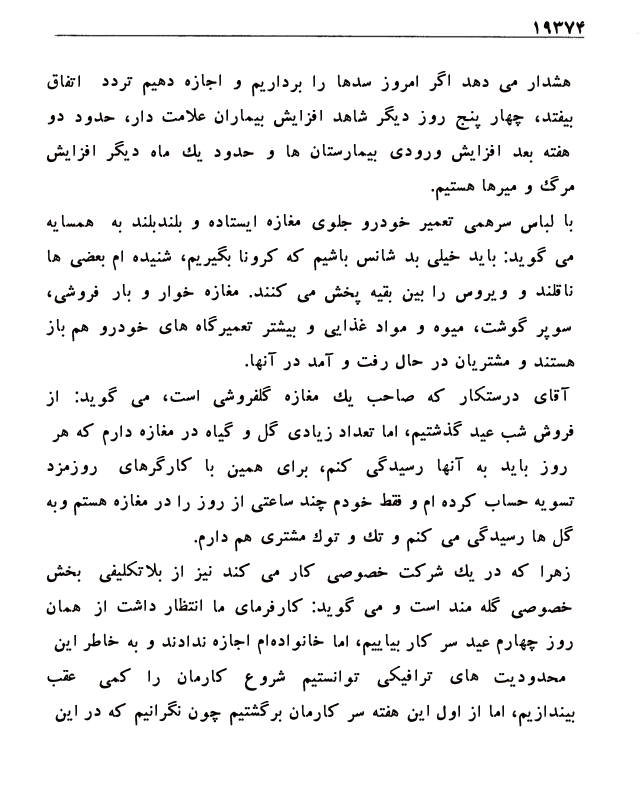 ۱۹۳۷۴
هشدار می دهد اگر امروز سدها را برداریم و اجازه دهیم تردد اتفاق
بیفتد، چهار پنج روز دیگر شاهد افزایش بیماران علامت دار، حدود دو
هفته بعد افزایش ورودی بیمارستان ها و حدود یك ماه دیگر افزایش
مرگ و میرها هستیم.
با لباس سرهمی تعمیر خودرو جلوی مغازه ایستاده و بلندبلند به همسایه
می گوید: باید خیلی بد شانس باشیم که کرونا بگیریم، شنیده ام بعضی ها
ناقلند و ویروس را بین بقیه پخش می کنند. مغازه خوار و بار فروشی،
سوپر گوشت، میوه و مواد غذایی و بیشتر تعمیرگاه های خودرو هم باز
هستند و مشتریان در حال رفت و آمد در آنها.
آقای درستکار که صاحب یك مغازه گلفروشی است، می گوید: از
فروش شب عید گذشتیم، اما تعداد زیادی گل و گیاه در مغازه دارم که هر
روز باید به آنها رسیدگی کنم، برای همین با کارگرهای روزمزد
تسویه حساب کرده ام و فقط خودم چند ساعتی از روز را در مغازه هستم وبه
گل ها رسیدگی می کنم و تك و توك مشتری هم دارم.
زهرا که در یك شرکت خصوصی کار می کند نیز از بلاتکلیفی بخش
خصوصی گله مند است و می گوید: کارفرمای ما انتظار داشت از همان
روز چهارم عید سر کار بیاییم، اما خانواده‌ام اجازه ندادند و به خاطر این
محدودیت های ترافیکی توانستیم شروع کارمان را کمی عقب
بیندازیم، اما از اول این هفته سر کارمان برگشتیم چون نگرانیم که در این